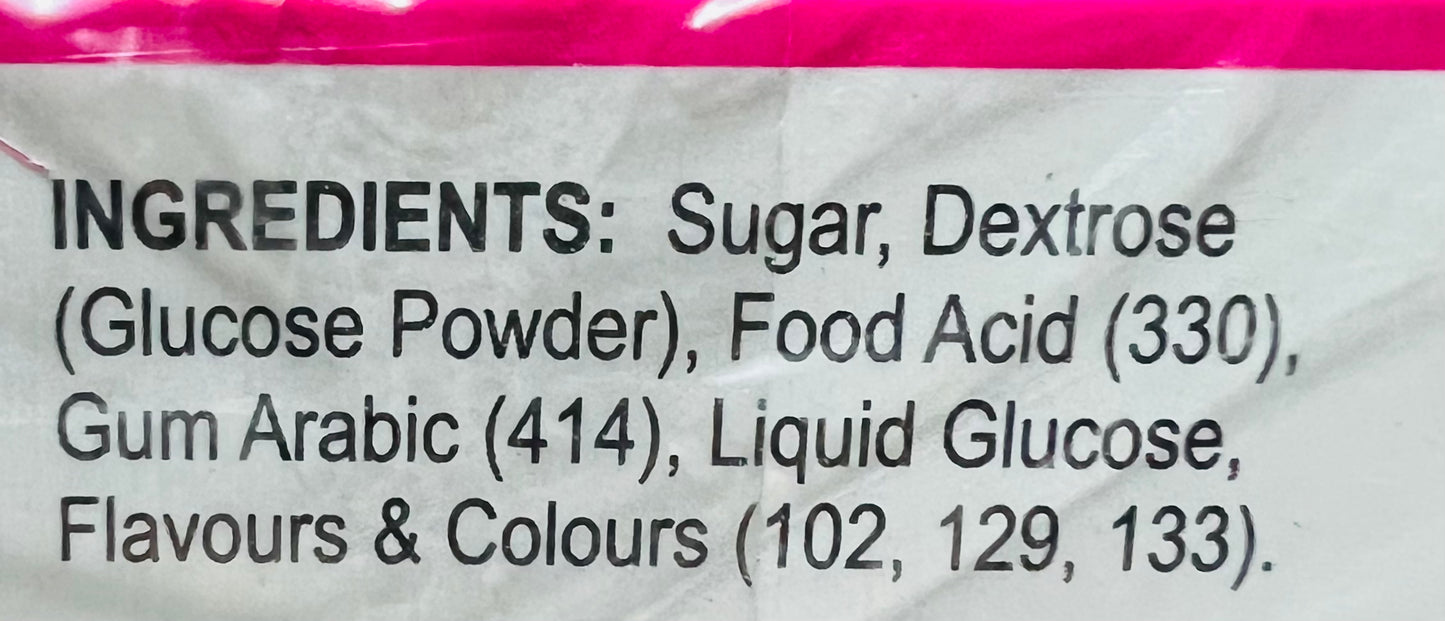 INGREDIENTS: Sugar, Dextrose
(Glucose Powder), Food Acid (330),
Gum Arabic (414), Liquid Glucose,
Flavours & Colours (102, 129, 133).